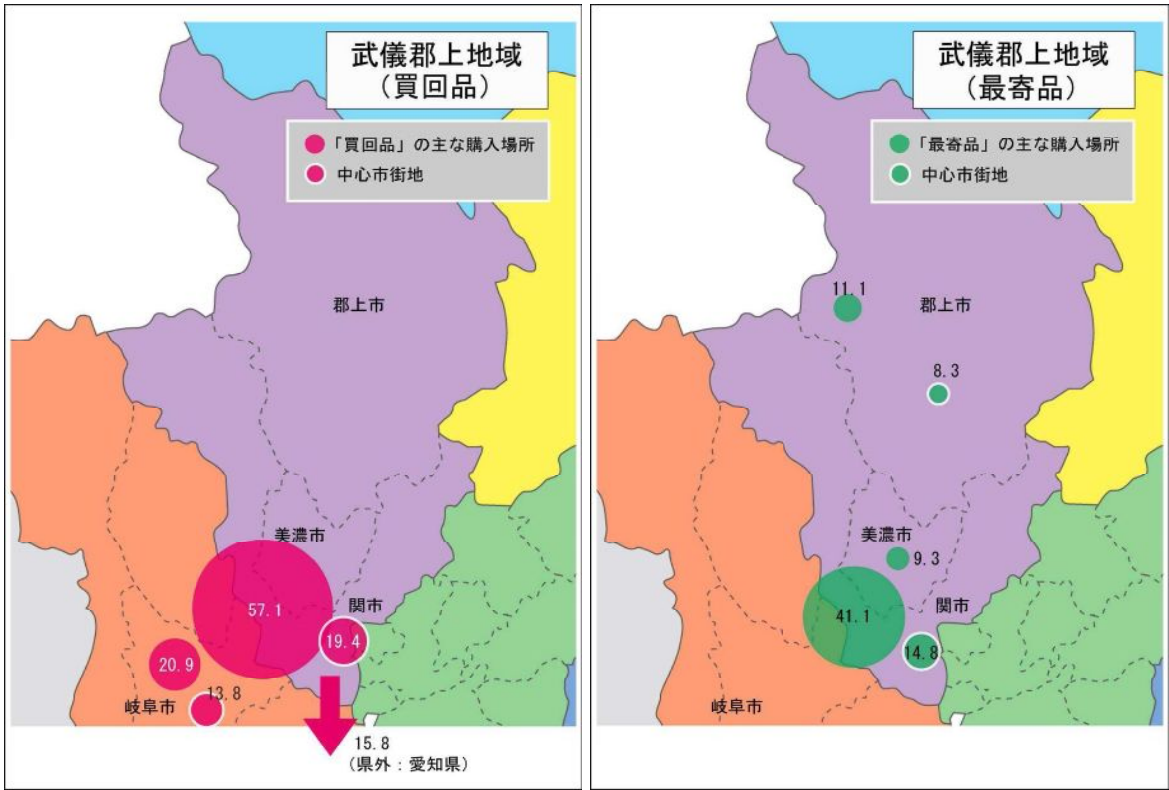 武儀郡上地域
（買回品）
「買回品」の主な購入場所
中心市街地
郡上市
美濃市
57.1
関市
19.4
20.9
13.8
岐阜市
15.8
（県外：愛知県）
武儀郡上地域
（最寄品）
「最寄品」の主な購入場所
中心市街地
11.1
郡上市
8.3
美濃市
9.3
関市
41.1
14.8
岐阜市